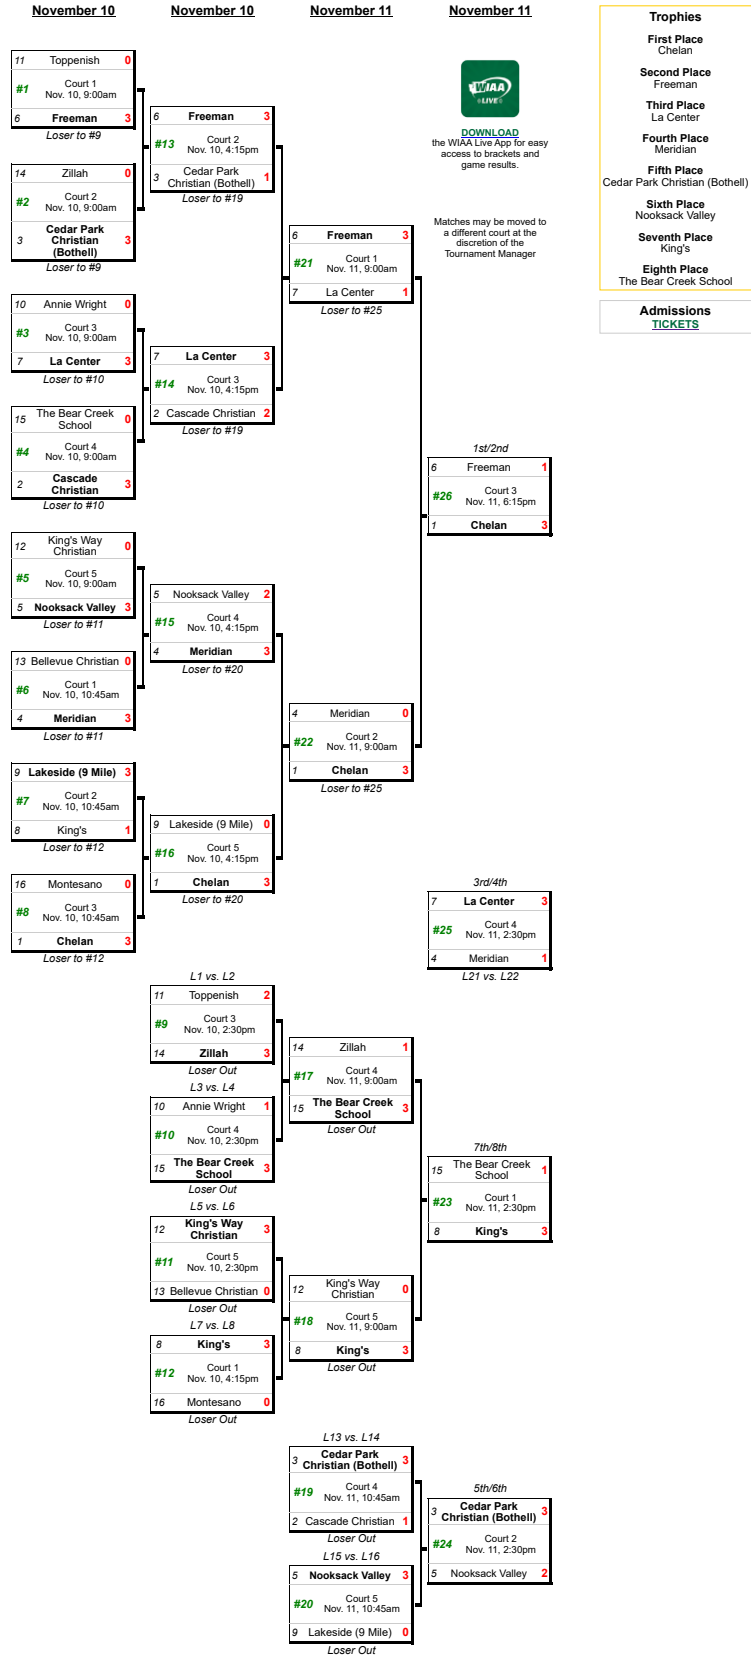 November 10
November 10
November 11
November 11
11 Toppenish 0
#1 Court 1
Nov. 10, 9:00am
6 Freeman 3
Loser to #9
14 Zillah 0
#2 Court 2
Nov. 10, 9:00am
3 Cedar Park
Christian
(Bothell) 3
Loser to #9
10 Annie Wright 0
#3 Court 3
Nov. 10, 9:00am
7 La Center 3
Loser to #10
15 The Bear Creek
School 0
#4 Court 4
Nov. 10, 9:00am
2 Cascade
Christian 3
Loser to #10
12 King's Way
Christian 0
#5 Court 5
Nov. 10, 9:00am
5 Nooksack Valley 3
Loser to #11
13 Bellevue Christian 0
#6 Court 1
Nov. 10, 10:45am
4 Meridian 3
Loser to #11
9 Lakeside (9 Mile) 3
#7 Court 2
Nov. 10, 10:45am
8 King's 1
Loser to #12
16 Montesano 0
#8 Court 3
Nov. 10, 10:45am
1 Chelan 3
Loser to #12
6 Freeman 3
#13 Court 2
Nov. 10, 4:15pm
3 Cedar Park
Christian (Bothell) 1
Loser to #19
7 La Center 3
#14 Court 3
Nov. 10, 4:15pm
2 Cascade Christian 2
Loser to #19
5 Nooksack Valley 2
#15 Court 4
Nov. 10, 4:15pm
4 Meridian 3
Loser to #20
9 Lakeside (9 Mile) 0
#16 Court 5
Nov. 10, 4:15pm
1 Chelan 3
Loser to #20
L1 vs. L2
11 Toppenish 2
#9 Court 3
Nov. 10, 2:30pm
14 Zillah 3
Loser Out
L3 vs. L4
10 Annie Wright 1
#10 Court 4
Nov. 10, 2:30pm
15 The Bear Creek
School 3
Loser Out
L5 vs. L6
12 King's Way
Christian 3
#11 Court 5
Nov. 10, 2:30pm
13 Bellevue Christian 0
Loser Out
L7 vs. L8
8 King's 3
#12 Court 1
Nov. 10, 4:15pm
16 Montesano 0
Loser Out
6 Freeman 3
#21 Court 1
Nov. 11, 9:00am
7 La Center 1
Loser to #25
4 Meridian 0
#22 Court 2
Nov. 11, 9:00am
1 Chelan 3
Loser to #25
14 Zillah 1
#17 Court 4
Nov. 11, 9:00am
15 The Bear Creek
School 3
Loser Out
12 King's Way
Christian 0
#18 Court 5
Nov. 11, 9:00am
8 King's 3
Loser Out
L13 vs. L14
3 Cedar Park
Christian (Bothell) 3
#19 Court 4
Nov. 11, 10:45am
2 Cascade Christian 1
Loser Out
L15 vs. L16
5 Nooksack Valley 3
#20 Court 5
Nov. 11, 10:45am
9 Lakeside (9 Mile) 0
Loser Out
WIAA
LIVE
DOWNLOAD
the WIAA Live App for easy
access to brackets and
game results.
Matches may be moved to
a different court at the
discretion of the
Tournament Manager
1st/2nd
6 Freeman 1
#26 Court 3
Nov. 11, 6:15pm
1 Chelan 3
3rd/4th
7 La Center 3
#25 Court 4
Nov. 11, 2:30pm
4 Meridian 1
L21 vs. L22
7th/8th
15 The Bear Creek
School 1
#23 Court 1
Nov. 11, 2:30pm
8 King's 3
5th/6th
3 Cedar Park
Christian (Bothell) 3
#24 Court 2
Nov. 11, 2:30pm
5 Nooksack Valley 2
Trophies
First Place
Chelan
Second Place
Freeman
Third Place
La Center
Fourth Place
Meridian
Fifth Place
Cedar Park Christian (Bothell)
Sixth Place
Nooksack Valley
Seventh Place
King's
Eighth Place
The Bear Creek School
Admissions
TICKETS